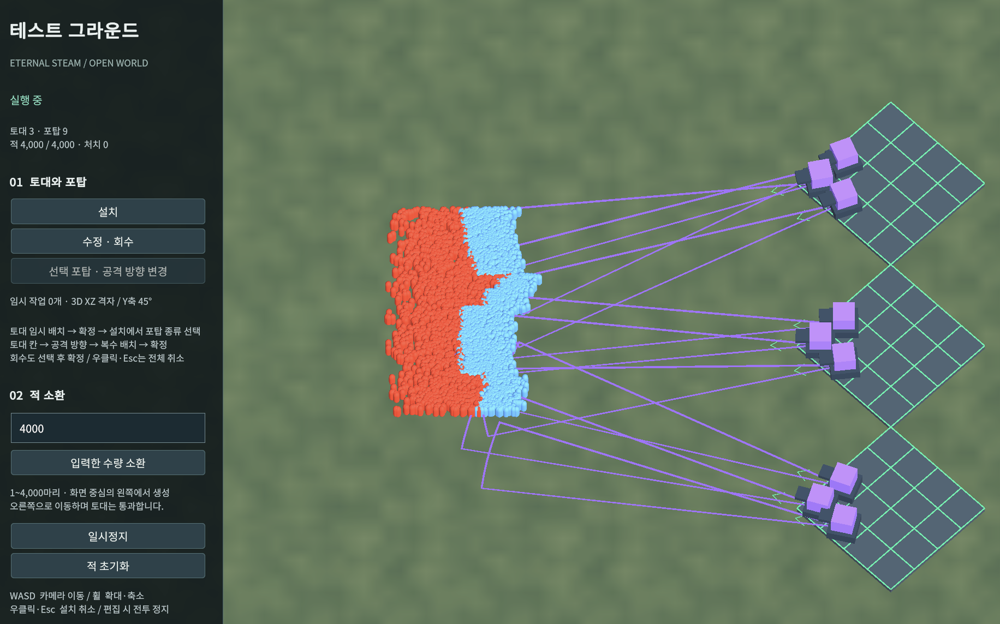 테스트 그라운드
ETERNAL STEAM / OPEN WORLD
실행 중
토대 3 · 포탑 9
적 4,000 / 4,000 · 처치 0
01 토대와 포탑
설치
수정 · 회수
선택 포탑 · 공격 방향 변경
임시 작업 0개 · 3D XZ 격자 / Y축 45°
토대 임시 배치 → 확정 → 설치에서 포탑 종류 선택
토대 칸 → 공격 방향 → 복수 배치 → 확정
회수도 선택 후 확정 / 우클릭·Esc는 전체 취소
02 적 소환
4000
입력한 수량 소환
1~4,000마리 · 화면 중심의 왼쪽에서 생성
오른쪽으로 이동하며 토대는 통과합니다.
일시정지
적 초기화
WASD 카메라 이동 / 휠 확대·축소
우클릭·Esc 설치 취소 / 편집 시 전투 정지